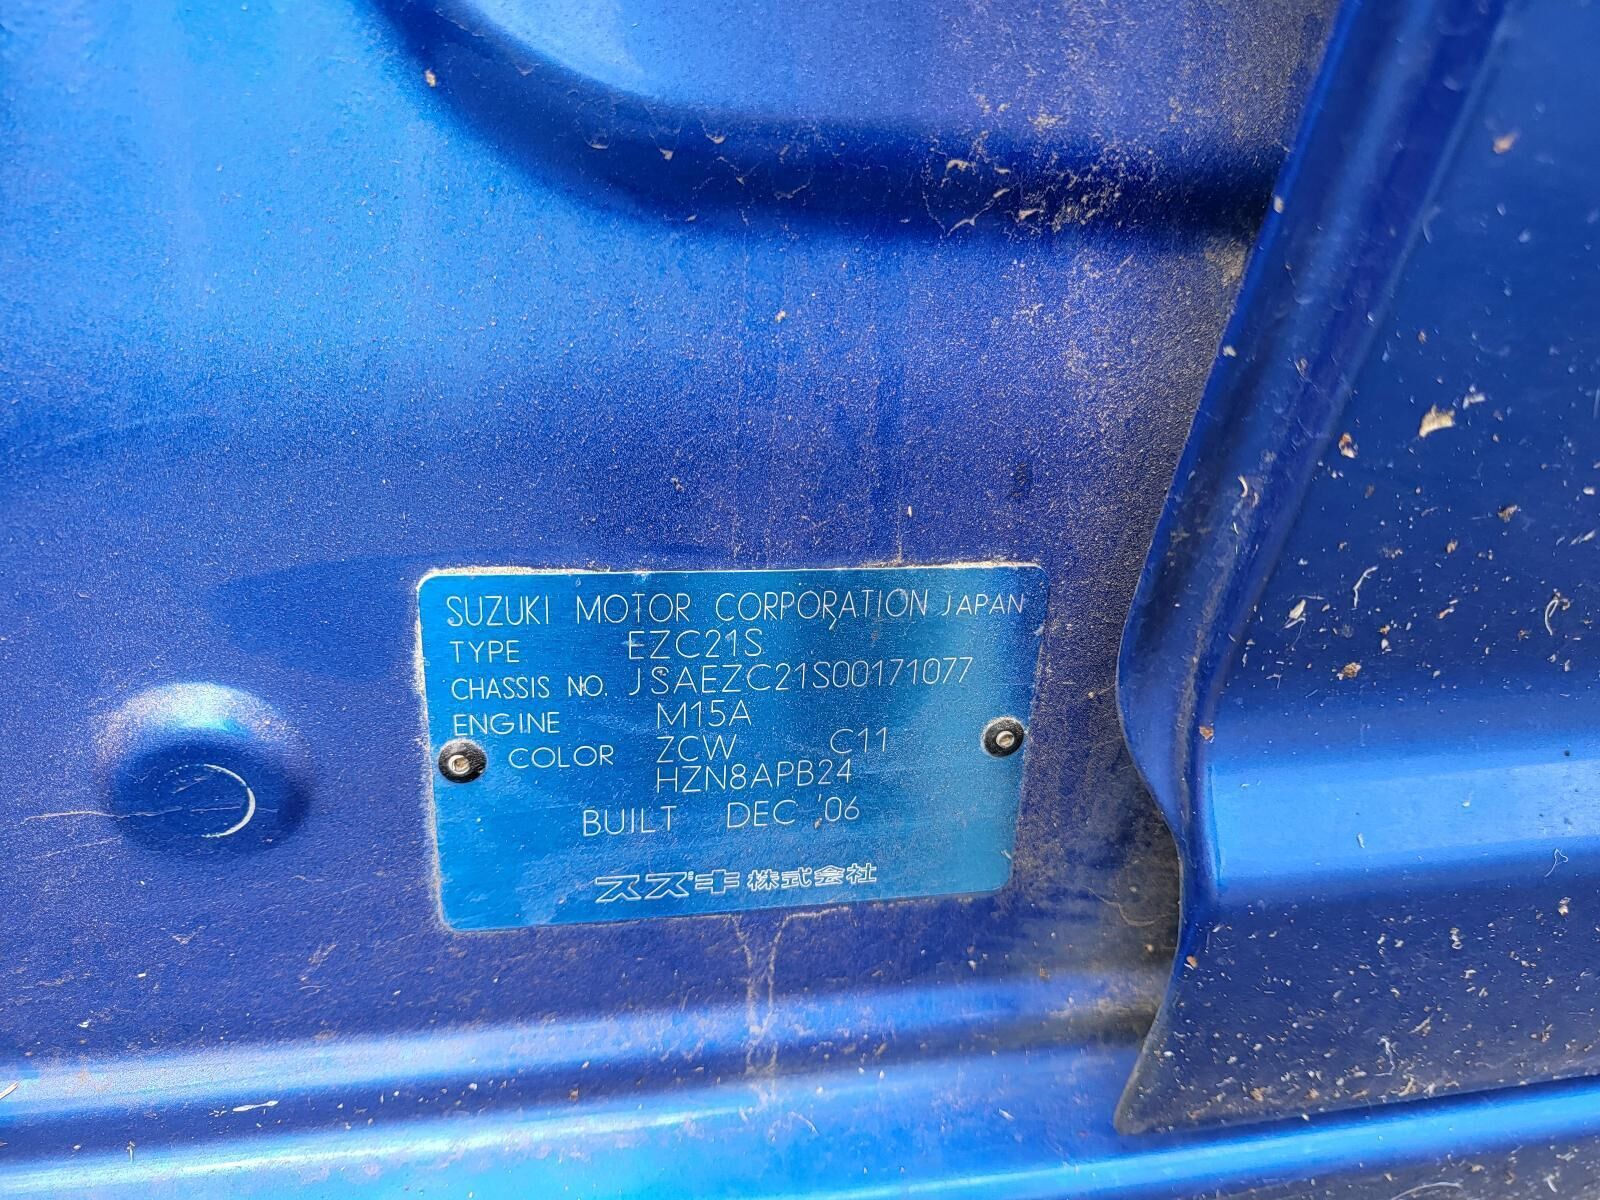 SUZUKI MOTOR CORPORATION JAPAN
TYPE EZC21S
CHASSIS NO. JSAEZC21S00171077
ENGINE M15A
COLOR ZCW C11
HZN8APB24
BUILT DEC '06
スズキ株式会社